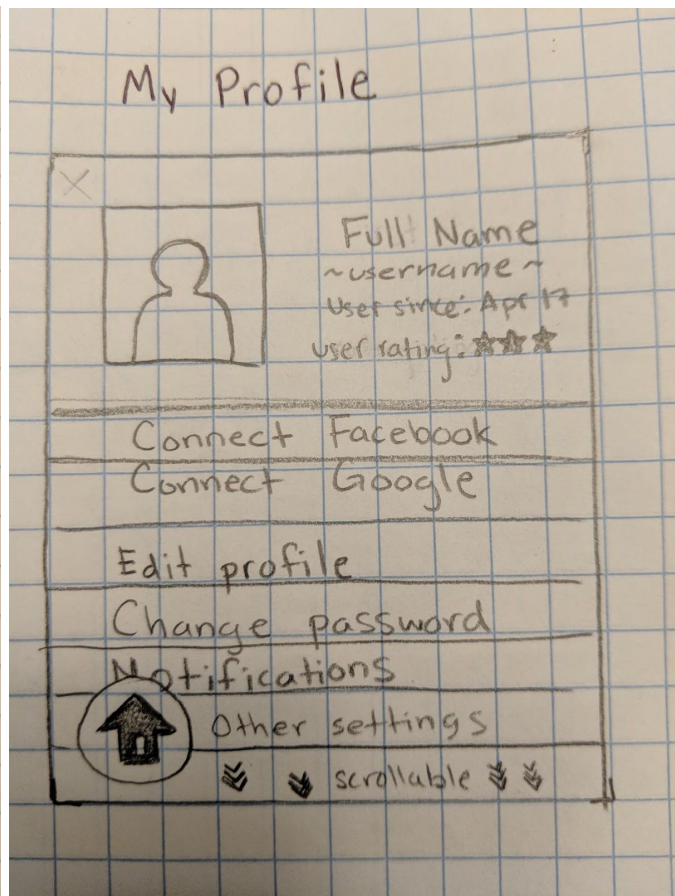 My Profile
X
Full Name
~username~
User since: Apr 17
user rating: ☆☆☆
Connect Facebook
Connect Google
Edit profile
Change password
Notifications
Other settings
scrollable